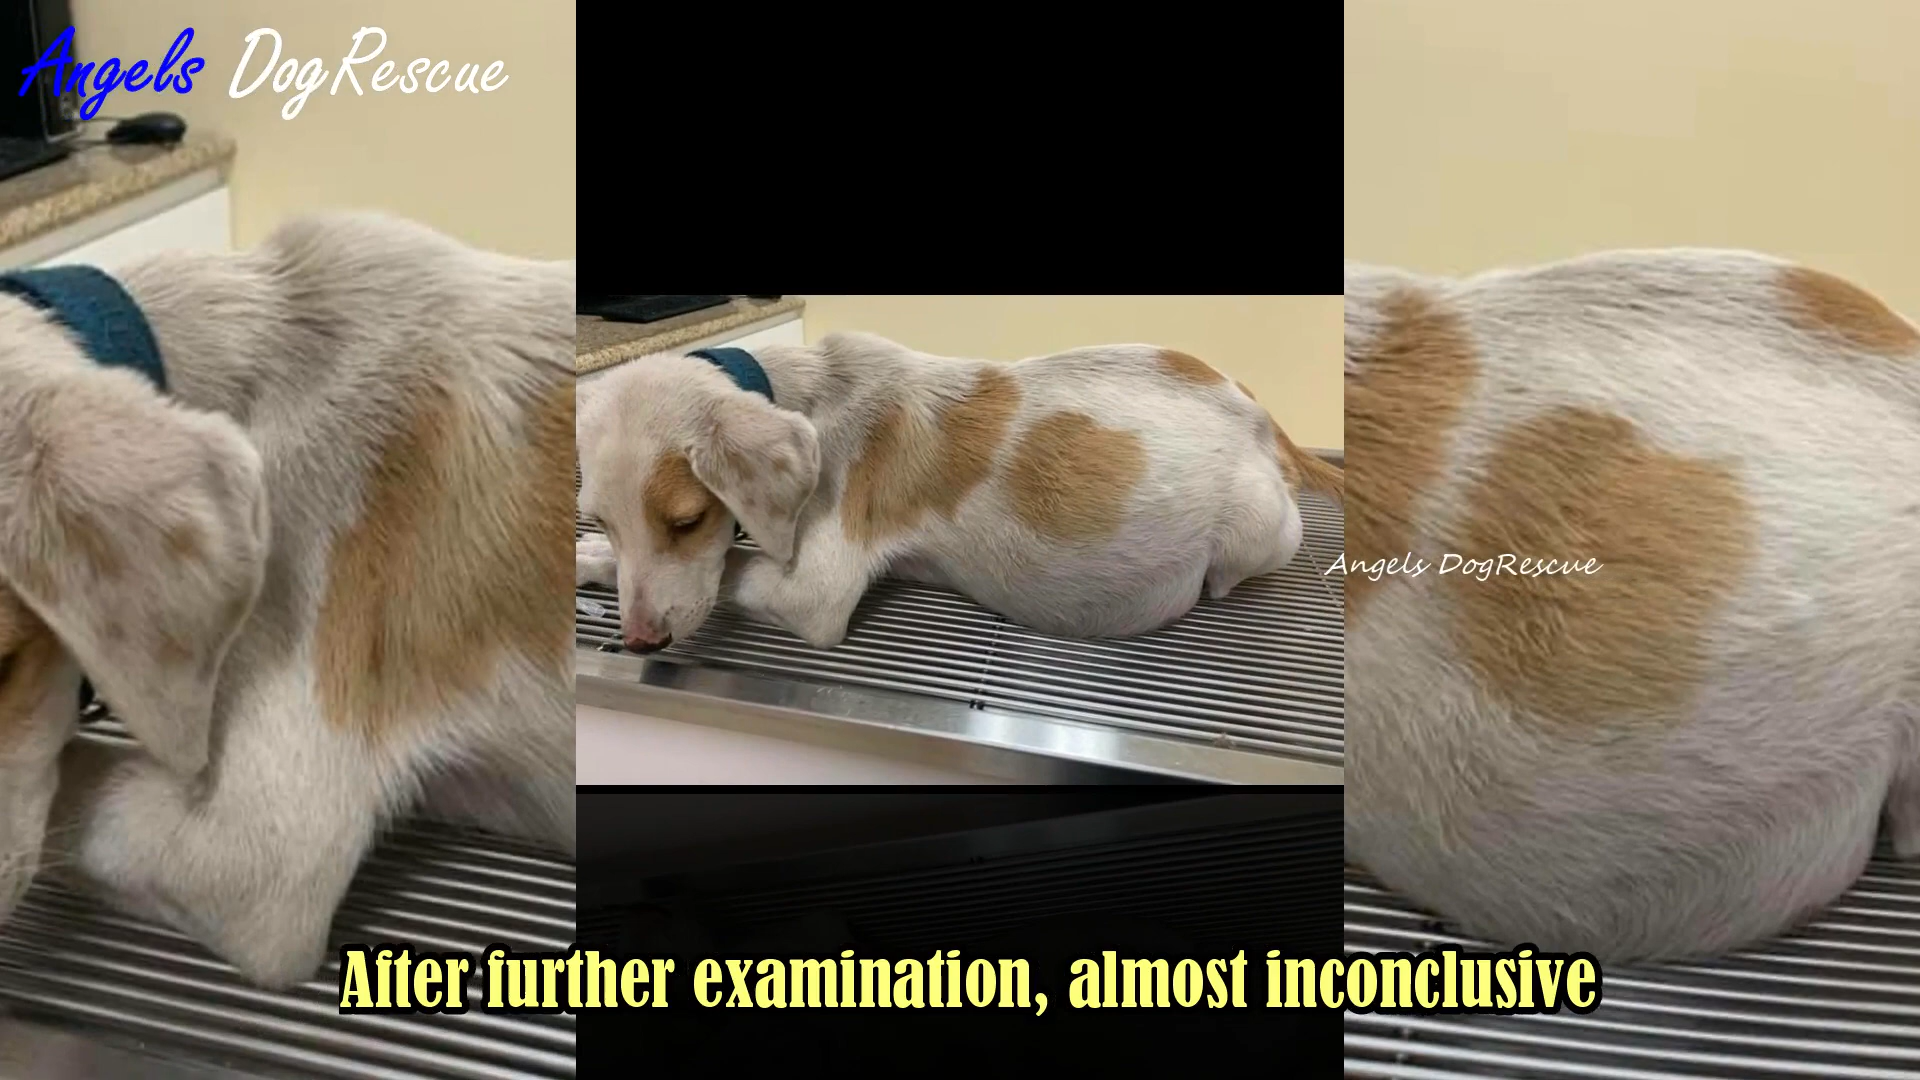 Angels DogRescue
Angels DogRescue
After further examination, almost inconclusive